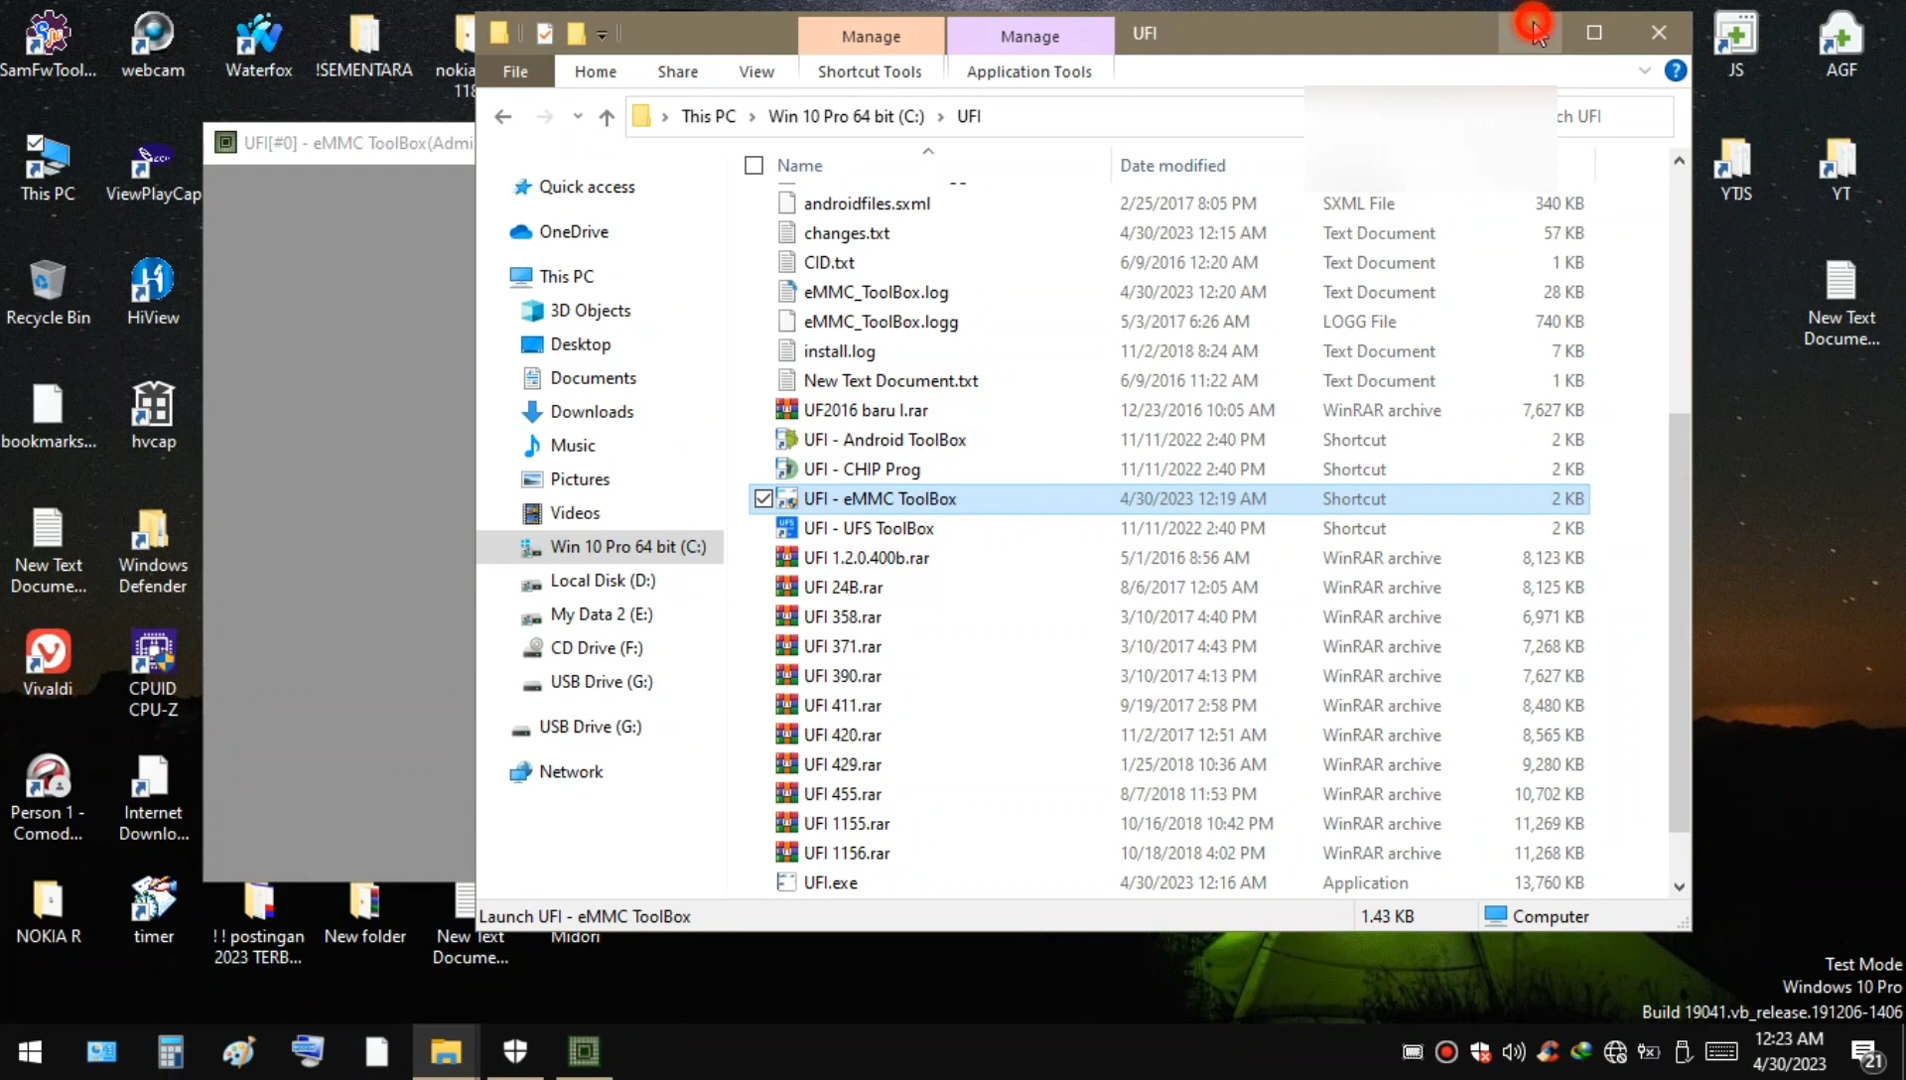 SamFwTool...
webcam
Waterfox
!SEMENTARA
nokia
118
This PC
ViewPlayCap
Recycle Bin
HiView
bookmarks...
hvcap
New Text
Docume...
Windows
Defender
Vivaldi
CPUID
CPU-Z
Person 1 -
Comod...
Internet
Downlo...
NOKIA R
timer
! ! postingan
2023 TERB...
New folder
New Text
Docume...
Midori
UFI[#0] - eMMC ToolBox(Admi
Manage
Manage
UFI
File
Home
Share
View
Shortcut Tools
Application Tools
This PC
Win 10 Pro 64 bit (C:)
UFI
ch UFI
Quick access
OneDrive
This PC
3D Objects
Desktop
Documents
Downloads
Music
Pictures
Videos
Win 10 Pro 64 bit (C:)
Local Disk (D:)
My Data 2 (E:)
CD Drive (F:)
USB Drive (G:)
USB Drive (G:)
Network
Name Date modified
androidfiles.sxml 2/25/2017 8:05 PM SXML File 340 KB
changes.txt 4/30/2023 12:15 AM Text Document 57 KB
CID.txt 6/9/2016 12:20 AM Text Document 1 KB
eMMC_ToolBox.log 4/30/2023 12:20 AM Text Document 28 KB
eMMC_ToolBox.logg 5/3/2017 6:26 AM LOGG File 740 KB
install.log 11/2/2018 8:24 AM Text Document 7 KB
New Text Document.txt 6/9/2016 11:22 AM Text Document 1 KB
UF2016 baru I.rar 12/23/2016 10:05 AM WinRAR archive 7,627 KB
UFI - Android ToolBox 11/11/2022 2:40 PM Shortcut 2 KB
UFI - CHIP Prog 11/11/2022 2:40 PM Shortcut 2 KB
UFI - eMMC ToolBox 4/30/2023 12:19 AM Shortcut 2 KB
UFI - UFS ToolBox 11/11/2022 2:40 PM Shortcut 2 KB
UFI 1.2.0.400b.rar 5/1/2016 8:56 AM WinRAR archive 8,123 KB
UFI 24B.rar 8/6/2017 12:05 AM WinRAR archive 8,125 KB
UFI 358.rar 3/10/2017 4:40 PM WinRAR archive 6,971 KB
UFI 371.rar 3/10/2017 4:43 PM WinRAR archive 7,268 KB
UFI 390.rar 3/10/2017 4:13 PM WinRAR archive 7,627 KB
UFI 411.rar 9/19/2017 2:58 PM WinRAR archive 8,480 KB
UFI 420.rar 11/2/2017 12:51 AM WinRAR archive 8,565 KB
UFI 429.rar 1/25/2018 10:36 AM WinRAR archive 9,280 KB
UFI 455.rar 8/7/2018 11:53 PM WinRAR archive 10,702 KB
UFI 1155.rar 10/16/2018 10:42 PM WinRAR archive 11,269 KB
UFI 1156.rar 10/18/2018 4:02 PM WinRAR archive 11,268 KB
UFI.exe 4/30/2023 12:16 AM Application 13,760 KB
Launch UFI - eMMC ToolBox
1.43 KB
Computer
JS
AGF
YTJS
YT
New Text
Docume...
Test Mode
Windows 10 Pro
Build 19041.vb_release.191206-1406
12:23 AM
4/30/2023
21